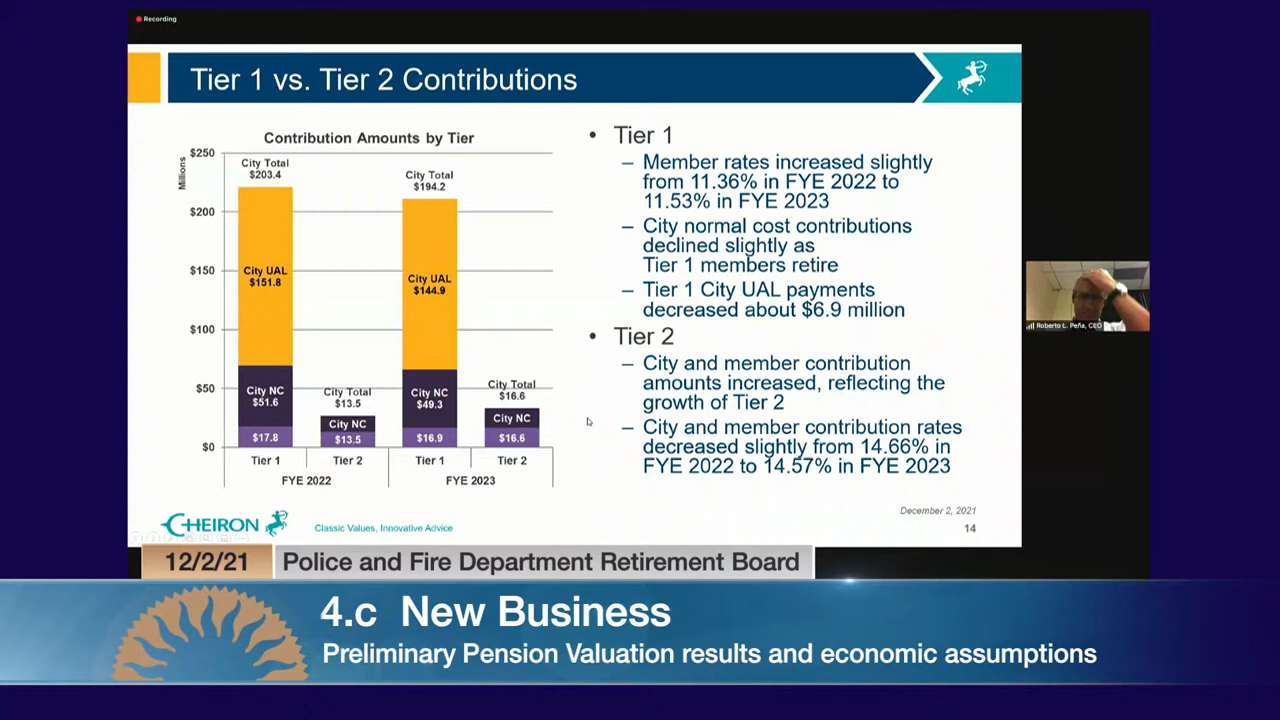 Recording
Tier 1 vs. Tier 2 Contributions
Contribution Amounts by Tier
Millions
$250
$200
$150
$100
$50
$0
City Total
$203.4
City UAL
$151.8
City NC
$51.6
$17.8
City Total
$13.5
City NC
$13.5
City Total
$194.2
City UAL
$144.9
City NC
$49.3
$16.9
City Total
$16.6
City NC
$16.6
Tier 1
Tier 2
Tier 1
Tier 2
FYE 2022
FYE 2023
• Tier 1
– Member rates increased slightly
from 11.36% in FYE 2022 to
11.53% in FYE 2023
– City normal cost contributions
declined slightly as
Tier 1 members retire
– Tier 1 City UAL payments
decreased about $6.9 million
• Tier 2
– City and member contribution
amounts increased, reflecting the
growth of Tier 2
– City and member contribution rates
decreased slightly from 14.66% in
FYE 2022 to 14.57% in FYE 2023
Roberto L. Peña, CEO
CHEIRON
Classic Values, Innovative Advice
December 2, 2021
14
12/2/21
Police and Fire Department Retirement Board
4.c New Business
Preliminary Pension Valuation results and economic assumptions